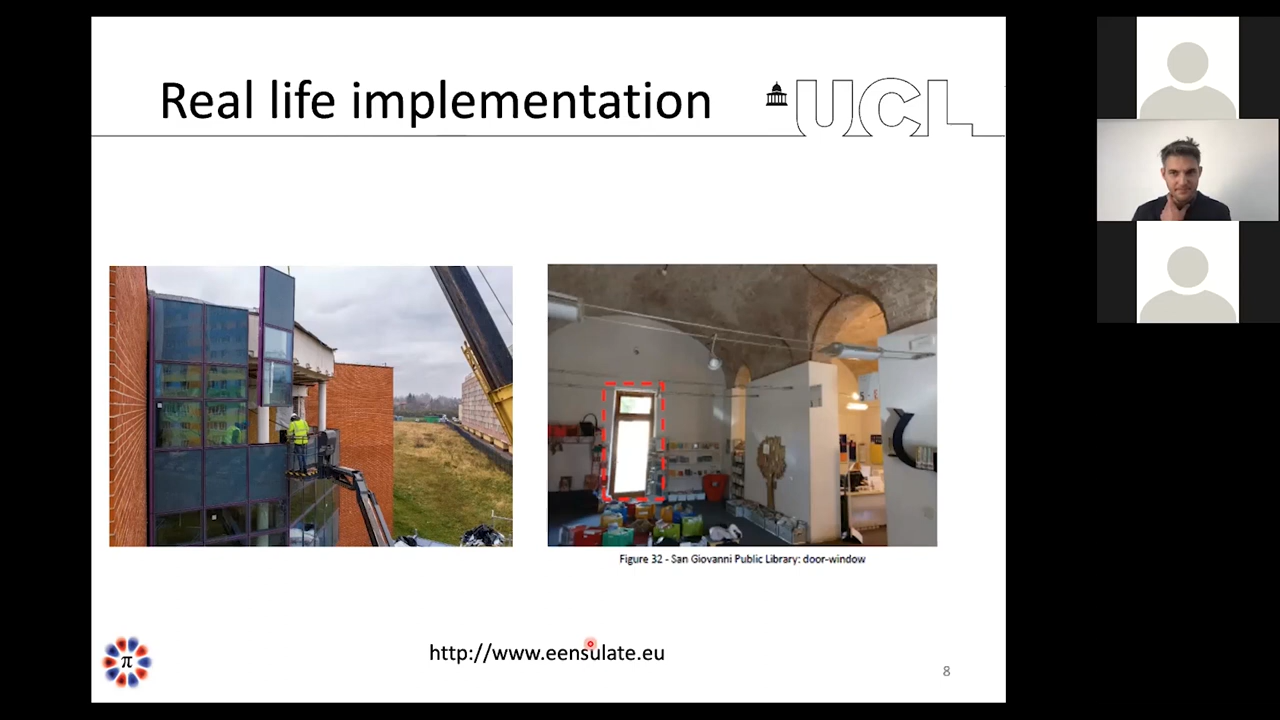 Real life implementation
UCL
Figure 32 - San Giovanni Public Library: door-window
π
http://www.eensulate.eu
8